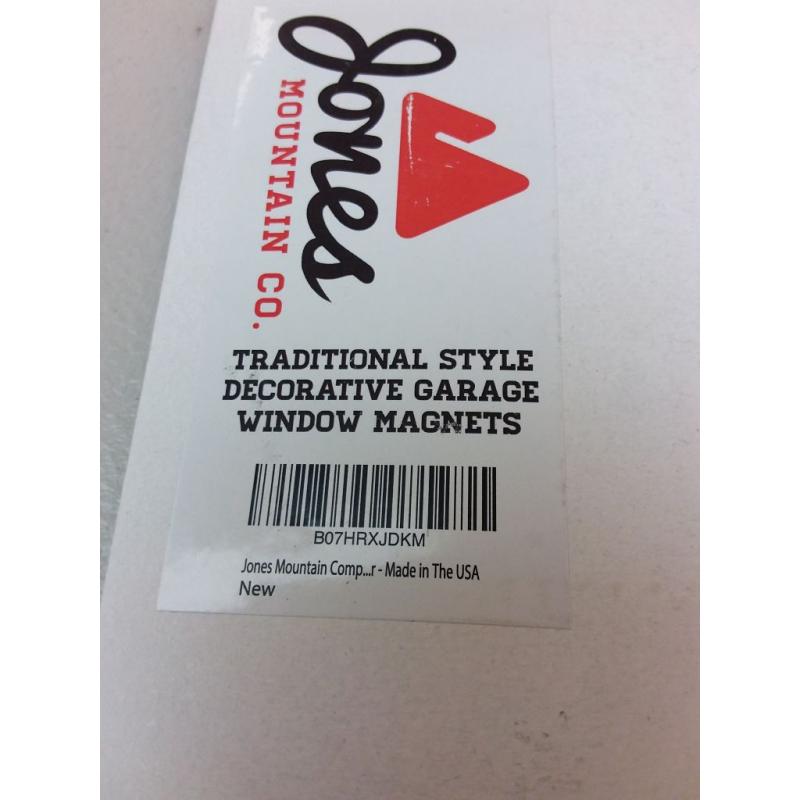 Jones
MOUNTAIN CO.
TRADITIONAL STYLE
DECORATIVE GARAGE
WINDOW MAGNETS
B07HRXJDKM
Jones Mountain Comp...r - Made in The USA
New